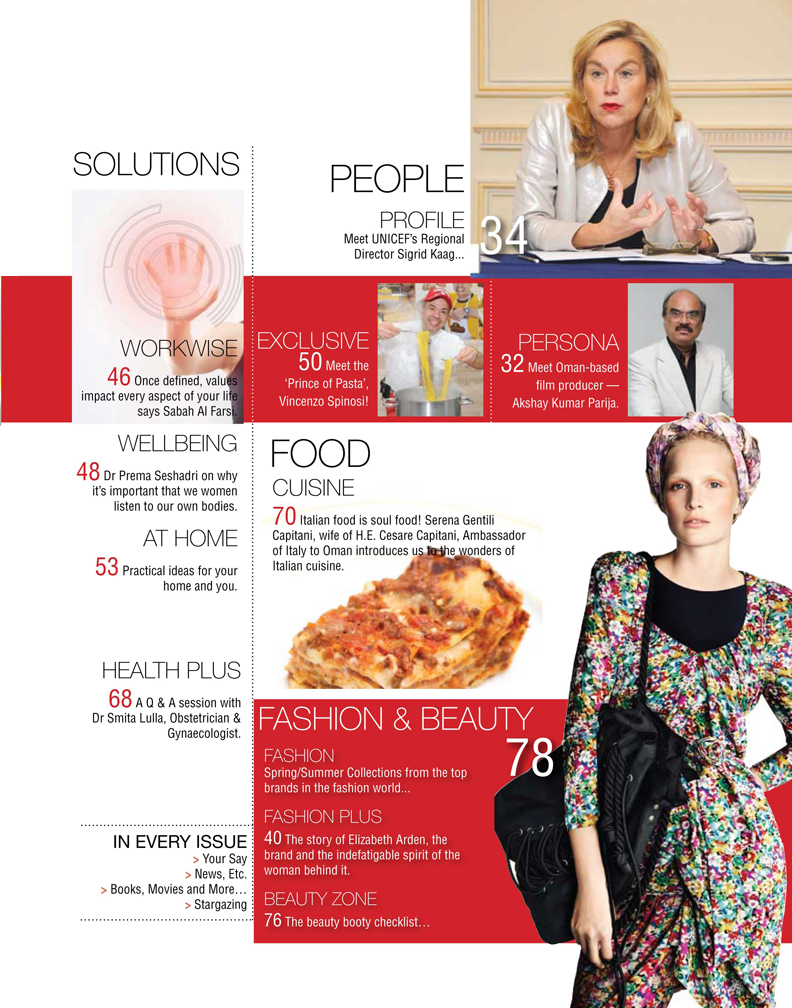 SOLUTIONS
WORKWISE
46 Once defined, values
impact every aspect of your life
says Sabah Al Farsi.
WELLBEING
48 Dr Prema Seshadri on why
it's important that we women
listen to our own bodies.
AT HOME
53 Practical ideas for your
home and you.
HEALTH PLUS
68 A Q & A session with
Dr Smita Lulla, Obstetrician &
Gynaecologist.
IN EVERY ISSUE
> Your Say
> News, Etc.
> Books, Movies and More…
> Stargazing
PEOPLE
PROFILE
Meet UNICEF's Regional
Director Sigrid Kaag...
34
EXCLUSIVE
50 Meet the
'Prince of Pasta',
Vincenzo Spinosi!
PERSONA
32 Meet Oman-based
film producer —
Akshay Kumar Parija.
FOOD
CUISINE
70 Italian food is soul food! Serena Gentili
Capitani, wife of H.E. Cesare Capitani, Ambassador
of Italy to Oman introduces us to the wonders of
Italian cuisine.
FASHION & BEAUTY
78
FASHION
Spring/Summer Collections from the top
brands in the fashion world...
FASHION PLUS
40 The story of Elizabeth Arden, the
brand and the indefatigable spirit of the
woman behind it.
BEAUTY ZONE
76 The beauty booty checklist…